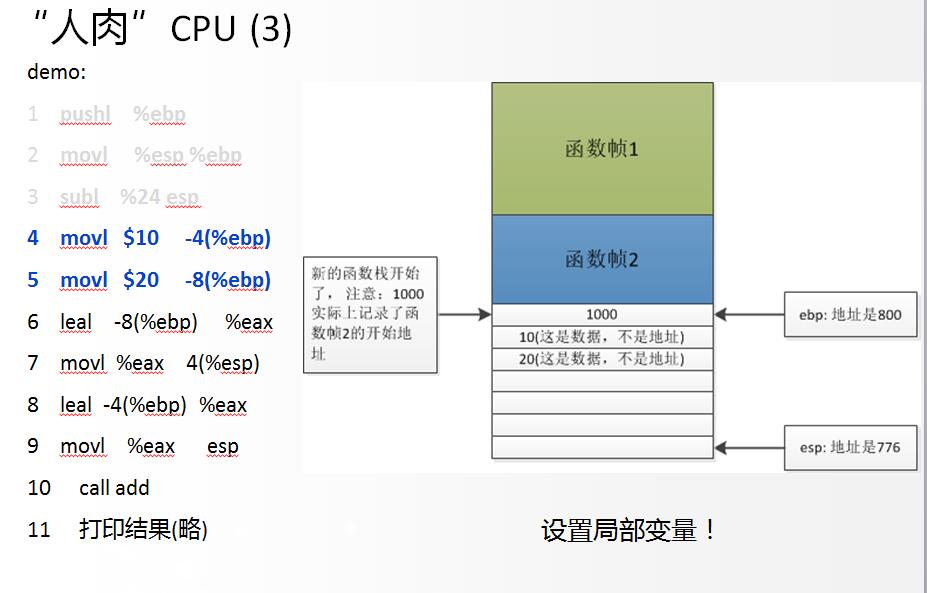 “人肉”CPU (3)
demo:
1 pushl %ebp
2 movl %esp %ebp
3 subl %24 esp
4 movl $10 -4(%ebp)
5 movl $20 -8(%ebp)
6 leal -8(%ebp) %eax
7 movl %eax 4(%esp)
8 leal -4(%ebp) %eax
9 movl %eax esp
10 call add
11 打印结果(略)
函数帧1
函数帧2
新的函数栈开始
了，注意：1000
实际上记录了函
数帧2的开始地
址
1000
10(这是数据，不是地址)
20(这是数据，不是地址)
ebp: 地址是800
esp: 地址是776
设置局部变量！